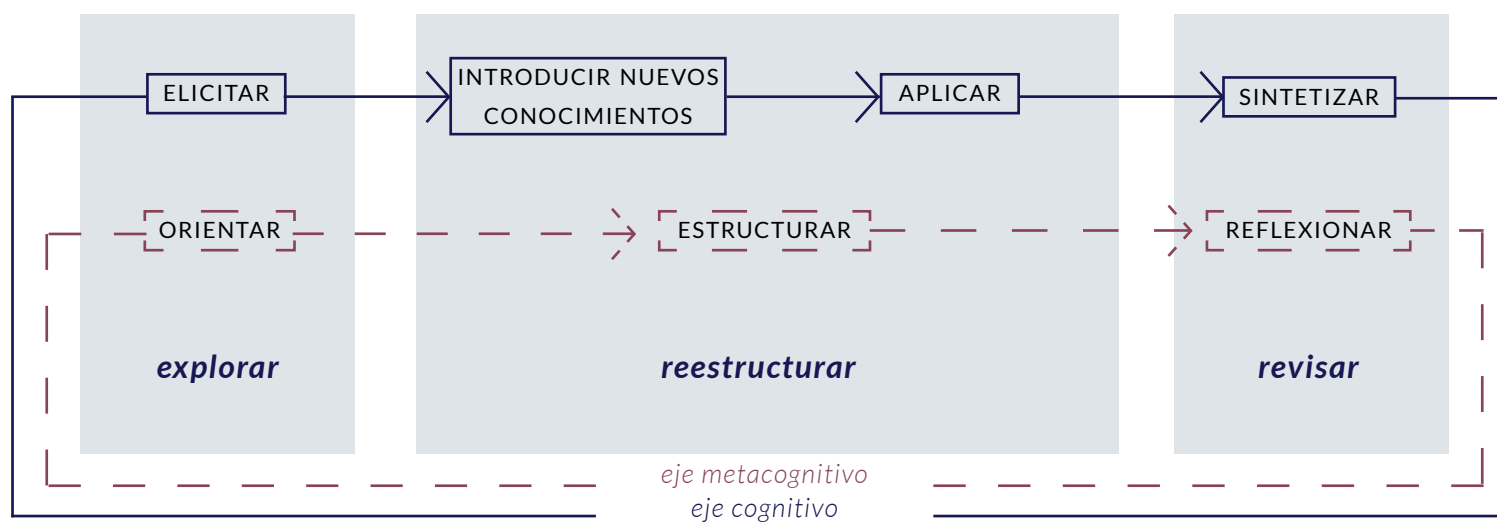 ELICITAR
INTRODUCIR NUEVOS
CONOCIMIENTOS
APLICAR
SINTETIZAR
ORIENTAR
ESTRUCTURAR
REFLEXIONAR
explorar
reestructurar
revisar
eje metacognitivo
eje cognitivo